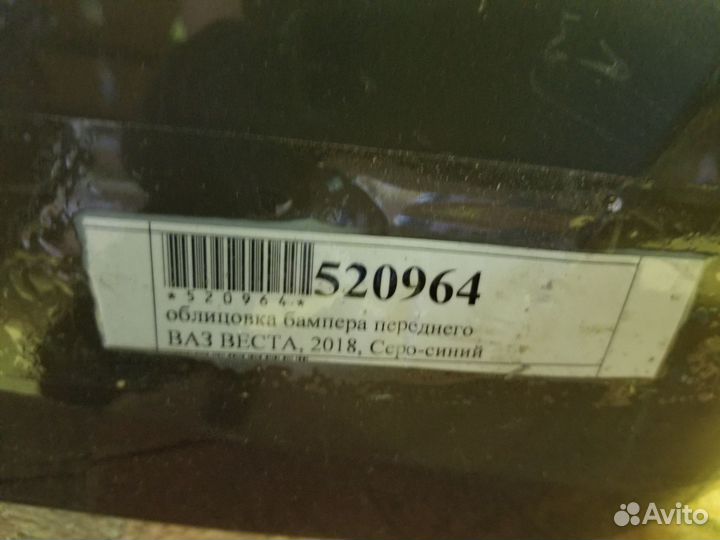 520964
*520964*
облицовка бампера переднего
ВАЗ ВЕСТА, 2018, Серо-синий
Avito